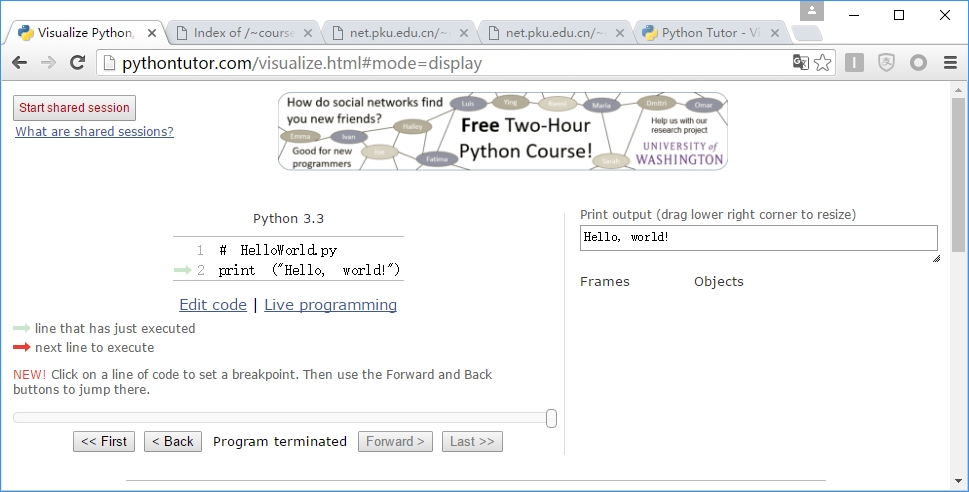 Visualize Python,
Index of /~course
net.pku.edu.cn/~
net.pku.edu.cn/~c
Python Tutor - Vi
pythontutor.com/visualize.html#mode=display
Start shared session
What are shared sessions?
How do social networks find
you new friends?
Good for new
programmers
Emma
Ivan
Hailey
Joe
Fatima
Luis
Ying
Maria
Dmitri
Omar
Sarah
Free Two-Hour
Python Course!
Help us with our
research project
UNIVERSITY of
WASHINGTON
Python 3.3
1 # HelloWorld.py
2 print ("Hello, world!")
Edit code | Live programming
line that has just executed
next line to execute
NEW! Click on a line of code to set a breakpoint. Then use the Forward and Back
buttons to jump there.
<< First
< Back
Program terminated
Forward >
Last >>
Print output (drag lower right corner to resize)
Hello, world!
Frames
Objects